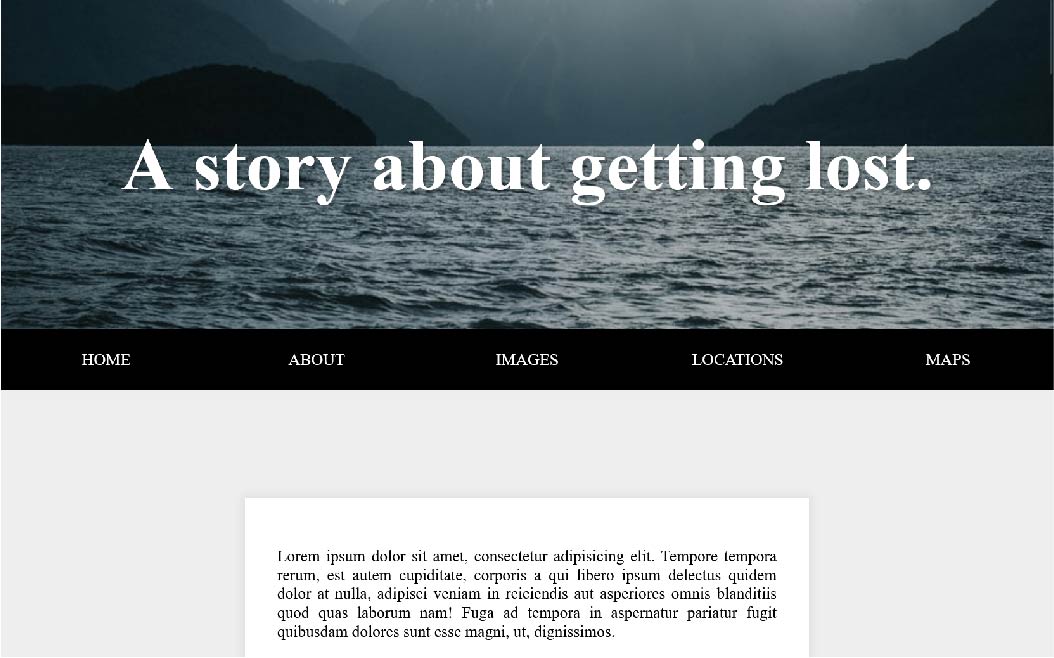 A story about getting lost.
HOME ABOUT IMAGES LOCATIONS MAPS
Lorem ipsum dolor sit amet, consectetur adipisicing elit. Tempore tempora
rerum, est autem cupiditate, corporis a qui libero ipsum delectus quidem
dolor at nulla, adipisci veniam in reiciendis aut asperiores omnis blanditiis
quod quas laborum nam! Fuga ad tempora in aspernatur pariatur fugit
quibusdam dolores sunt esse magni, ut, dignissimos.